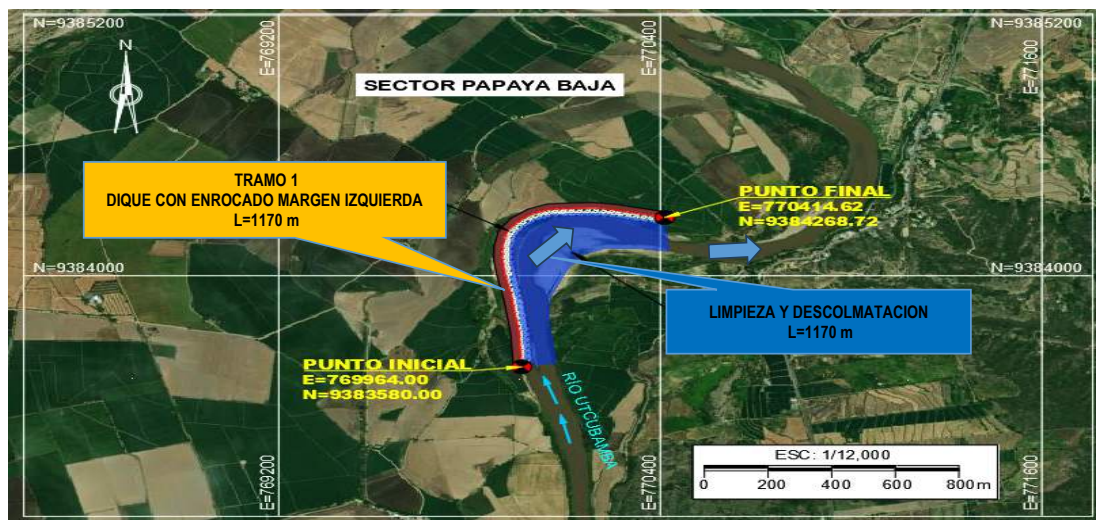 N=9385200
E=769200
E=770400
N=9385200
E=771600
N
SECTOR PAPAYA BAJA
TRAMO 1
DIQUE CON ENROCADO MARGEN IZQUIERDA
L=1170 m
PUNTO FINAL
E=770414.62
N=9384268.72
N=9384000
N=9384000
LIMPIEZA Y DESCOLMATACION
L=1170 m
PUNTO INICIAL
E=769964.00
N=9383580.00
RÍO UTCUBAMBA
ESC: 1/12,000
0 200 400 600 800m
E=769200
E=770400
E=771600